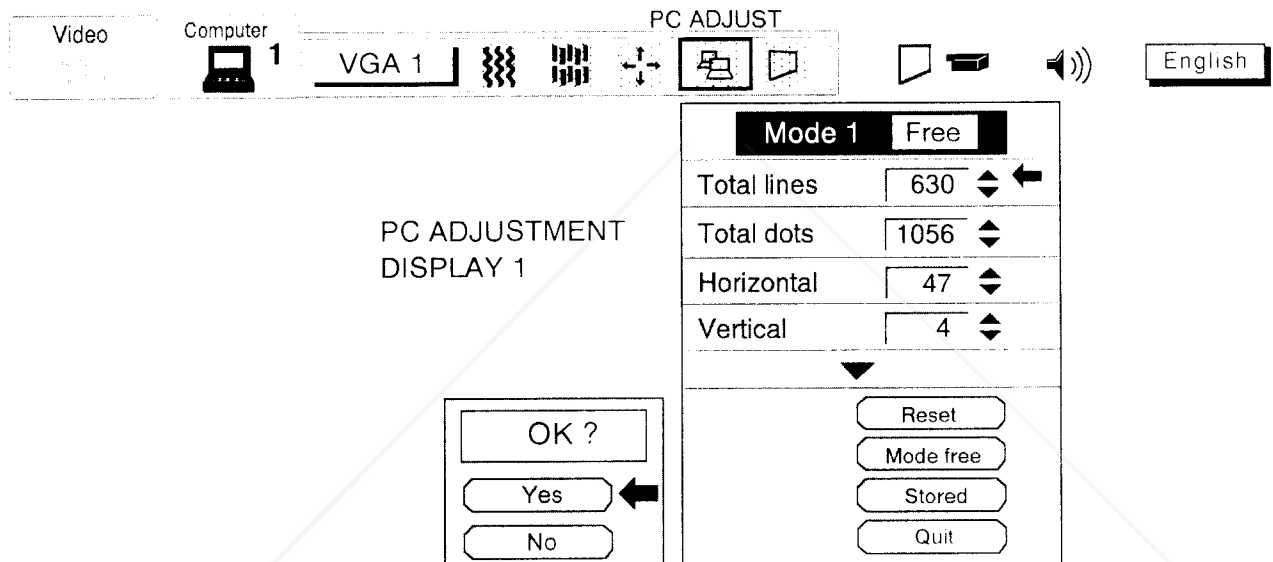 PC ADJUST
Video
Computer
1
VGA 1
English
Mode 1 Free
Total lines 630
Total dots 1056
Horizontal 47
Vertical 4
PC ADJUSTMENT
DISPLAY 1
Reset
Mode free
Stored
Quit
OK ?
Yes
No